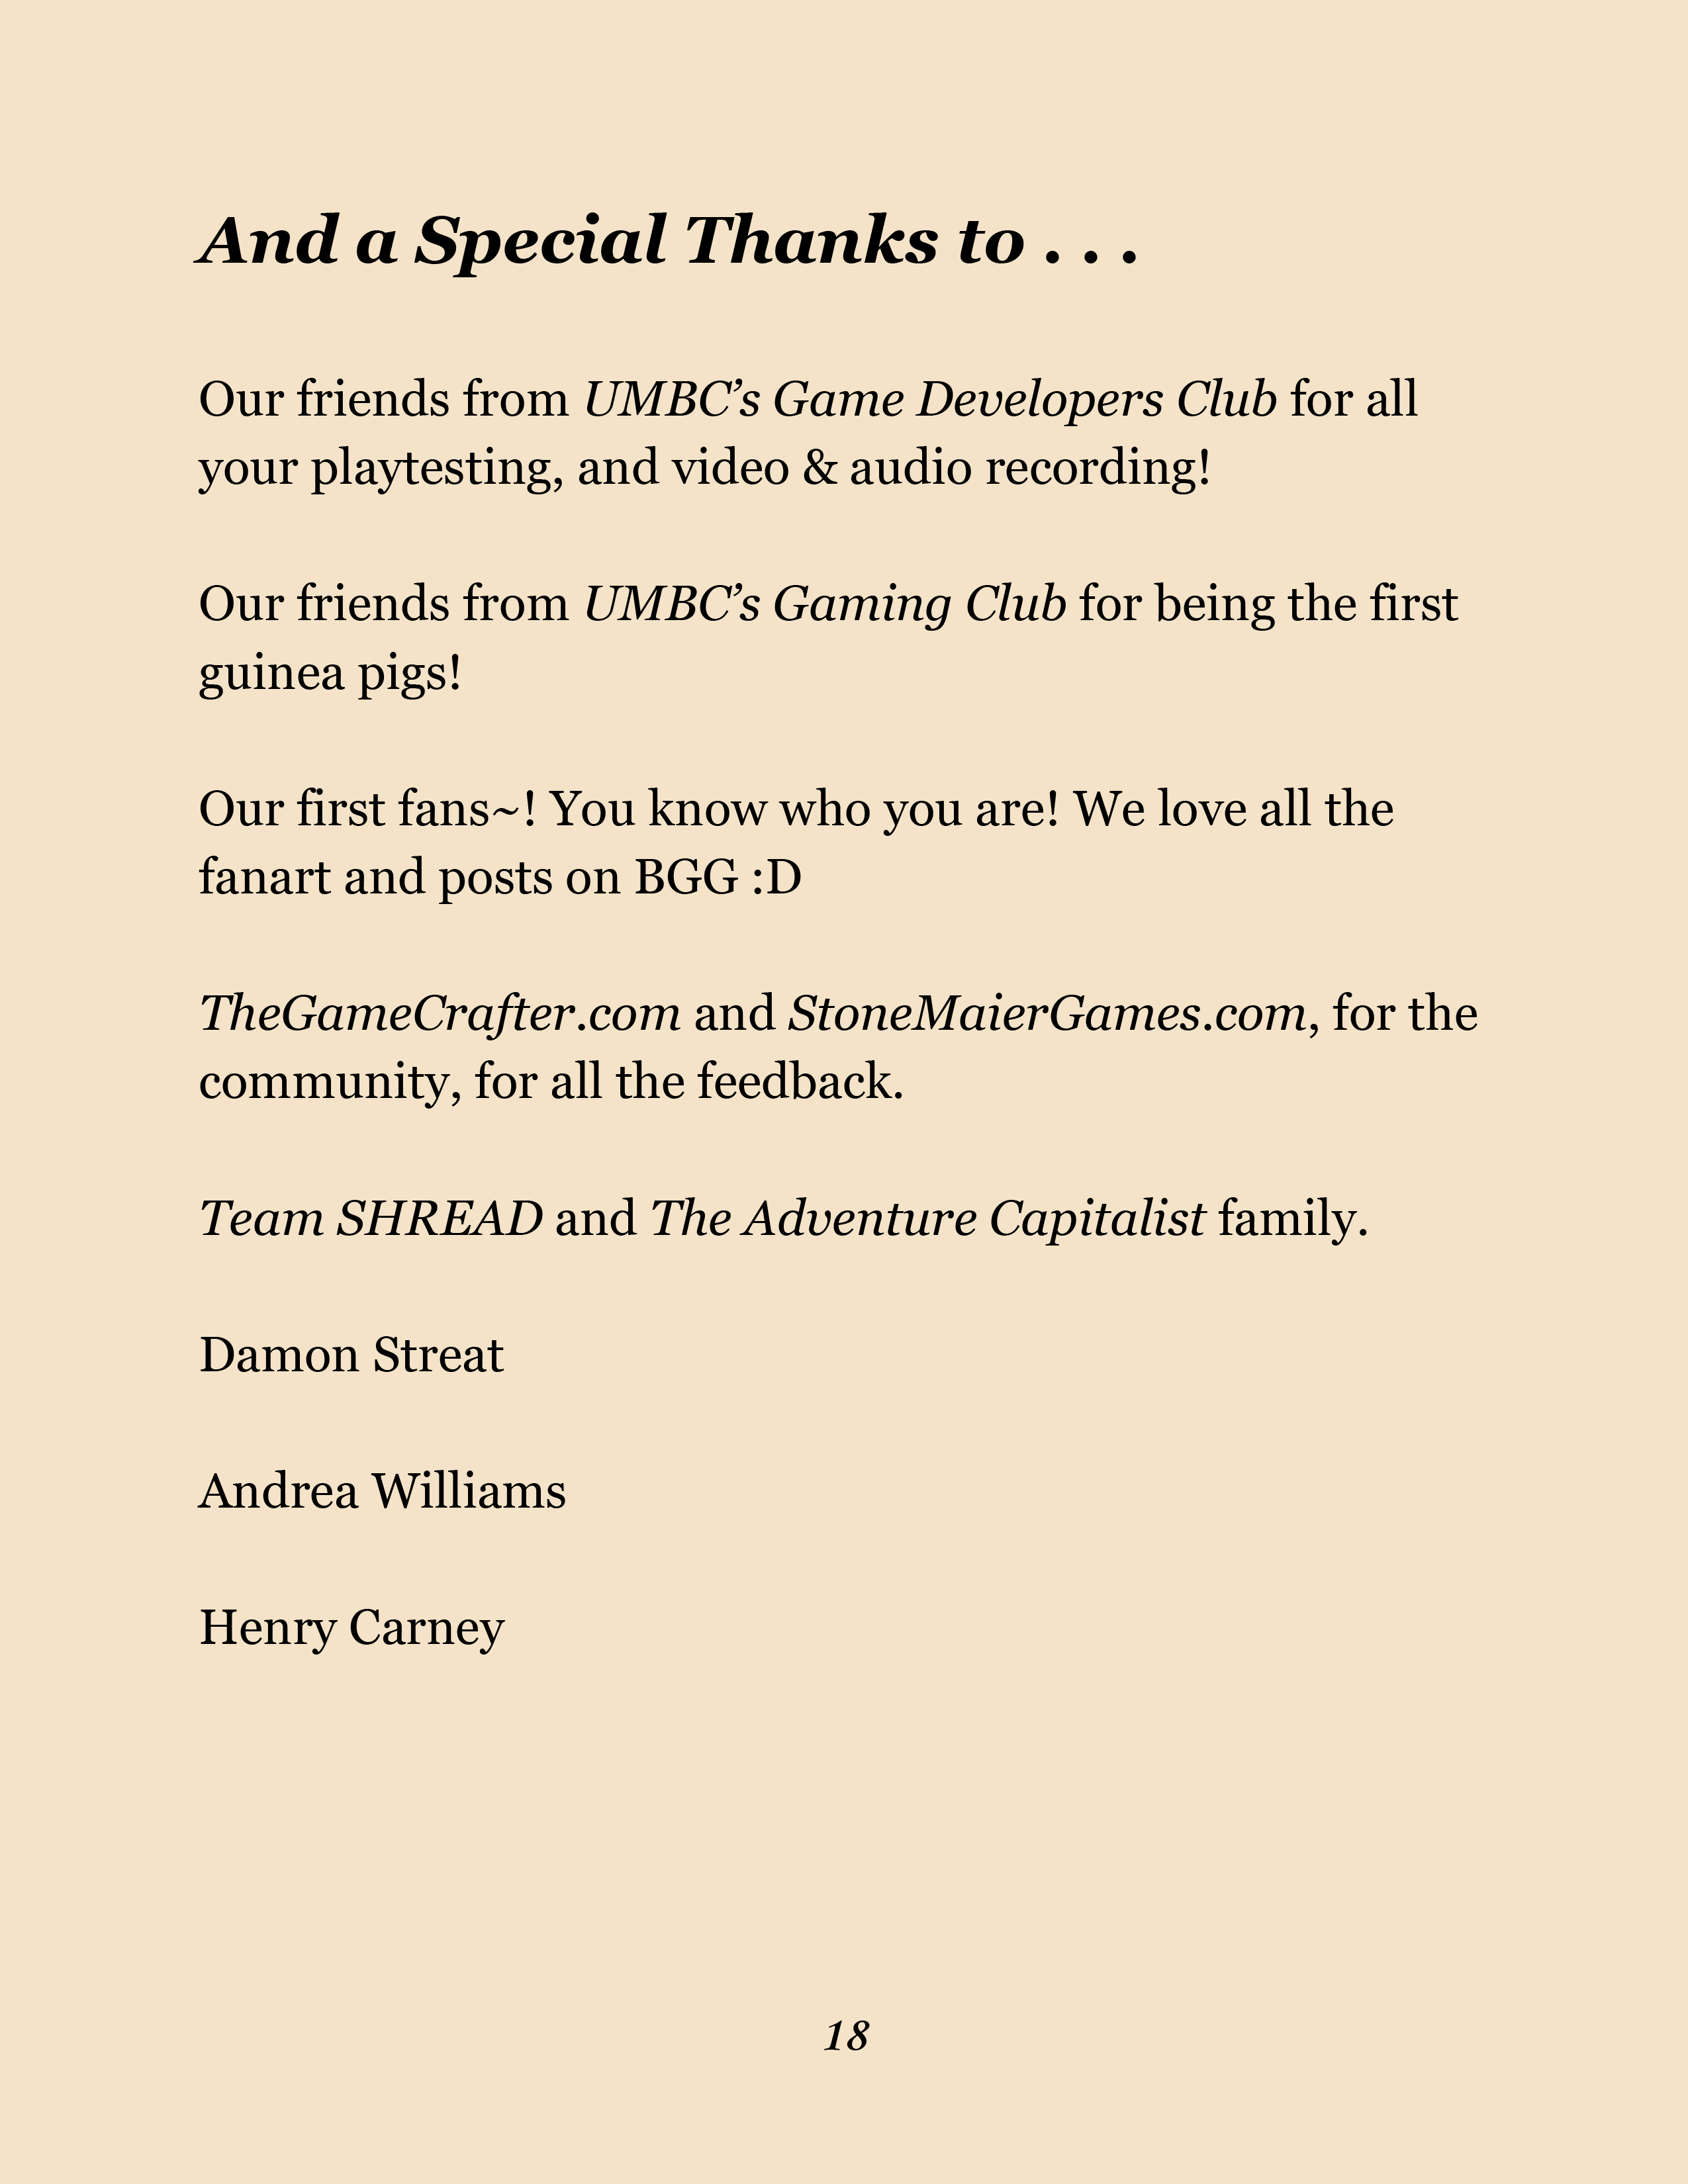 And a Special Thanks to . . .
Our friends from UMBC’s Game Developers Club for all
your playtesting, and video & audio recording!
Our friends from UMBC’s Gaming Club for being the first
guinea pigs!
Our first fans~! You know who you are! We love all the
fanart and posts on BGG :D
TheGameCrafter.com and StoneMaierGames.com, for the
community, for all the feedback.
Team SHREAD and The Adventure Capitalist family.
Damon Streat
Andrea Williams
Henry Carney
18